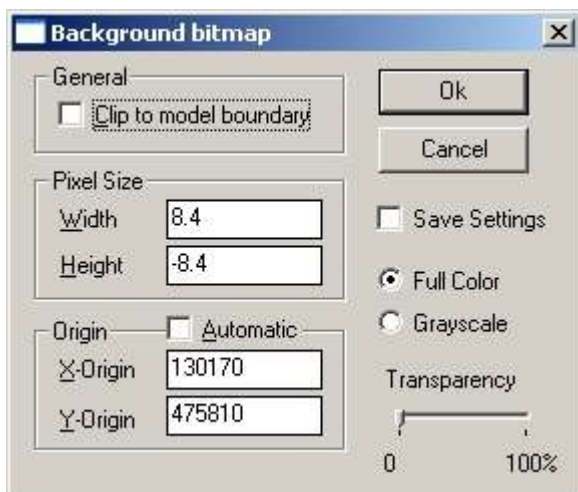 Background bitmap
General
Clip to model boundary
Ok
Cancel
Pixel Size
Width 8.4
Height -8.4
Save Settings
Full Color
Grayscale
Origin Automatic
X-Origin 130170
Y-Origin 475810
Transparency
0 100%